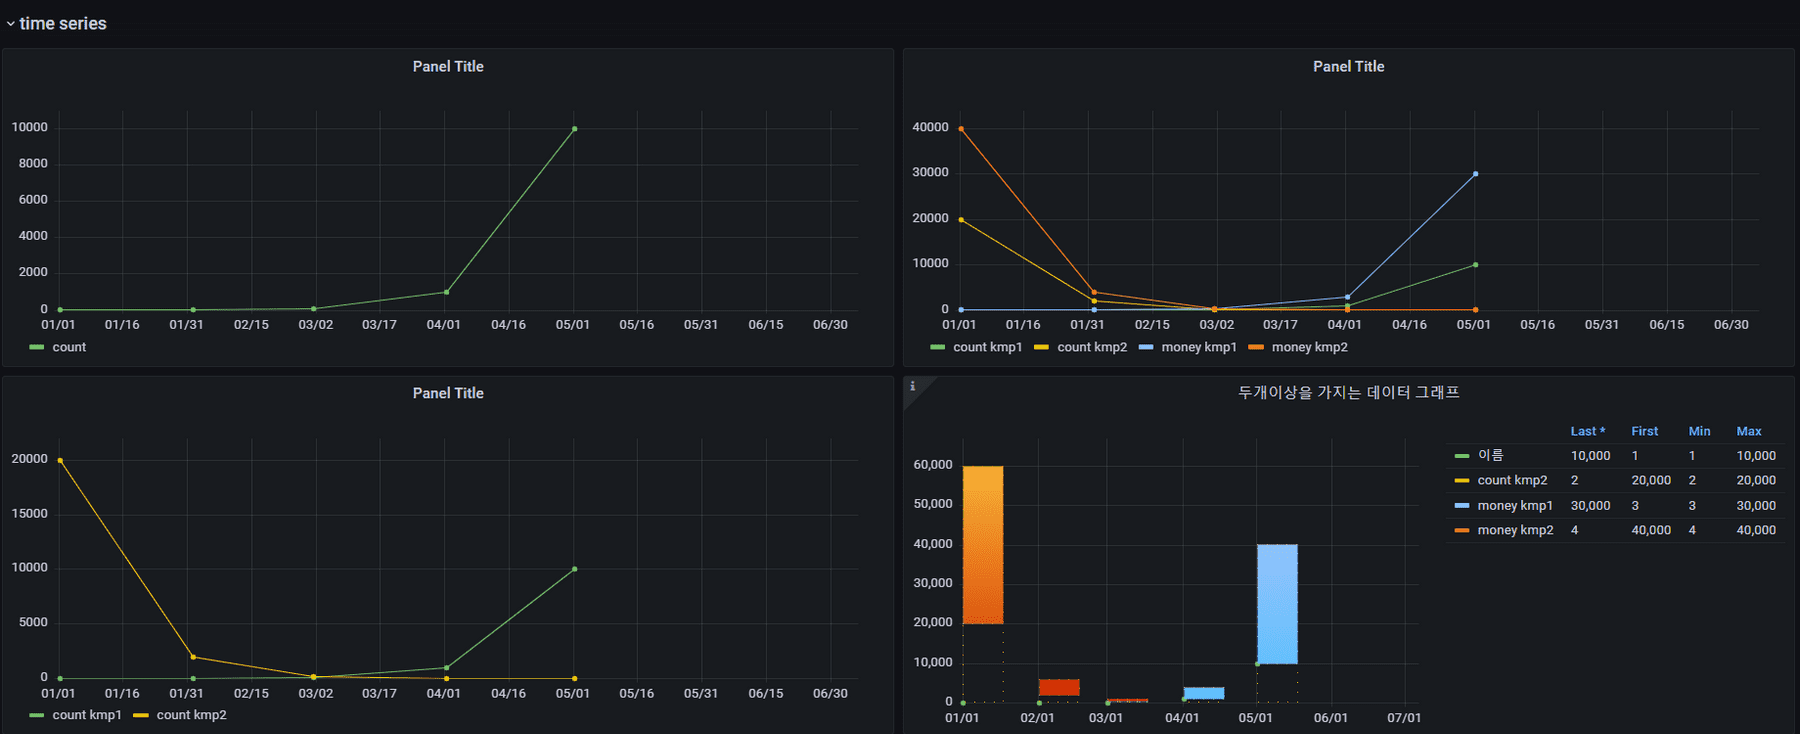 time series
Panel Title
10000
8000
6000
4000
2000
0
01/01 01/16 01/31 02/15 03/02 03/17 04/01 04/16 05/01 05/16 05/31 06/15 06/30
count
Panel Title
40000
30000
20000
10000
0
01/01 01/16 01/31 02/15 03/02 03/17 04/01 04/16 05/01 05/16 05/31 06/15 06/30
count kmp1 count kmp2 money kmp1 money kmp2
Panel Title
20000
15000
10000
5000
0
01/01 01/16 01/31 02/15 03/02 03/17 04/01 04/16 05/01 05/16 05/31 06/15 06/30
count kmp1 count kmp2
i
두개이상을 가지는 데이터 그래프
60,000
50,000
40,000
30,000
20,000
10,000
0
01/01 02/01 03/01 04/01 05/01 06/01 07/01
Last * First Min Max
이름 10,000 1 1 10,000
count kmp2 2 20,000 2 20,000
money kmp1 30,000 3 3 30,000
money kmp2 4 40,000 4 40,000